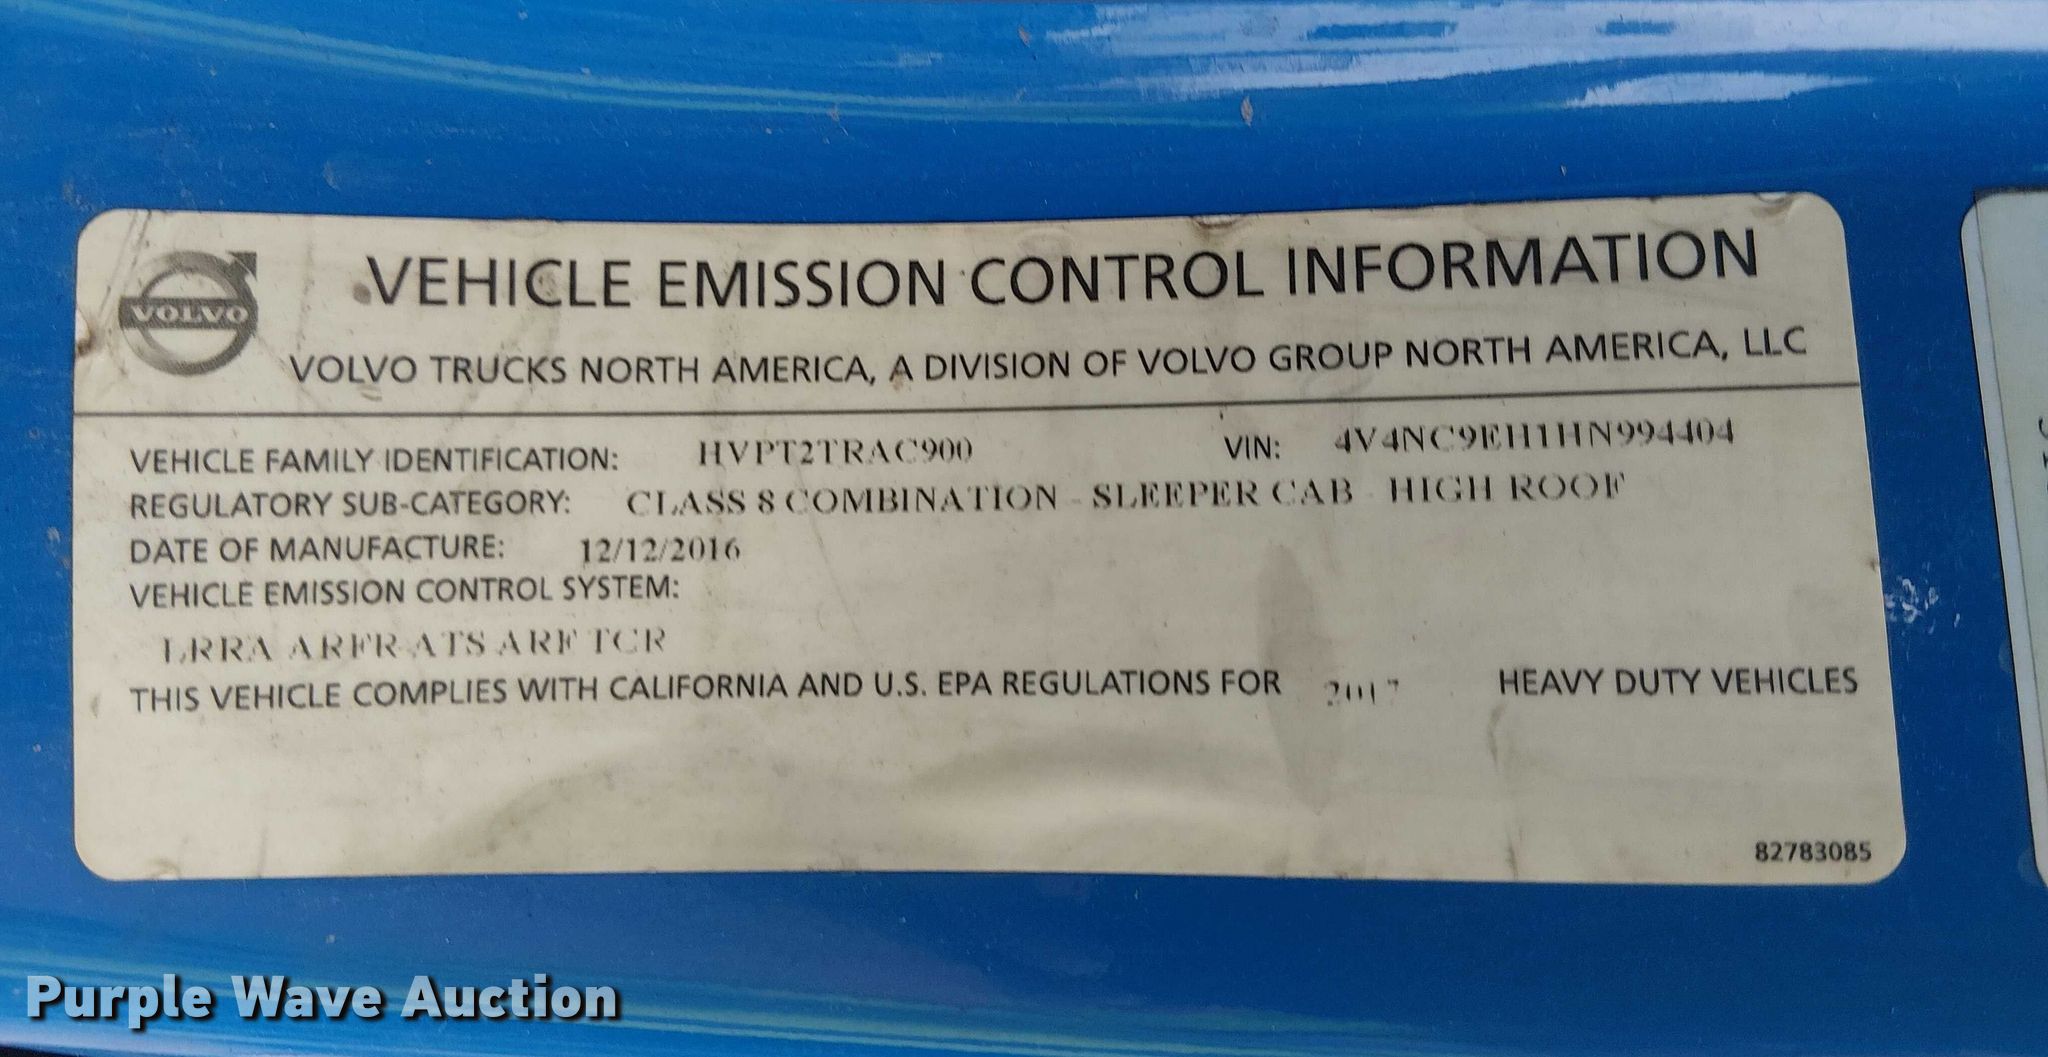 VOLVO
VEHICLE EMISSION CONTROL INFORMATION
VOLVO TRUCKS NORTH AMERICA, A DIVISION OF VOLVO GROUP NORTH AMERICA, LLC
VEHICLE FAMILY IDENTIFICATION: HVPT2TRAC900 VIN: 4V4NC9EH1HN994404
REGULATORY SUB-CATEGORY: CLASS 8 COMBINATION - SLEEPER CAB - HIGH ROOF
DATE OF MANUFACTURE: 12/12/2016
VEHICLE EMISSION CONTROL SYSTEM:
LRRA ARFR ATS ARF TCR
THIS VEHICLE COMPLIES WITH CALIFORNIA AND U.S. EPA REGULATIONS FOR 2017 HEAVY DUTY VEHICLES
82783085
Purple Wave Auction